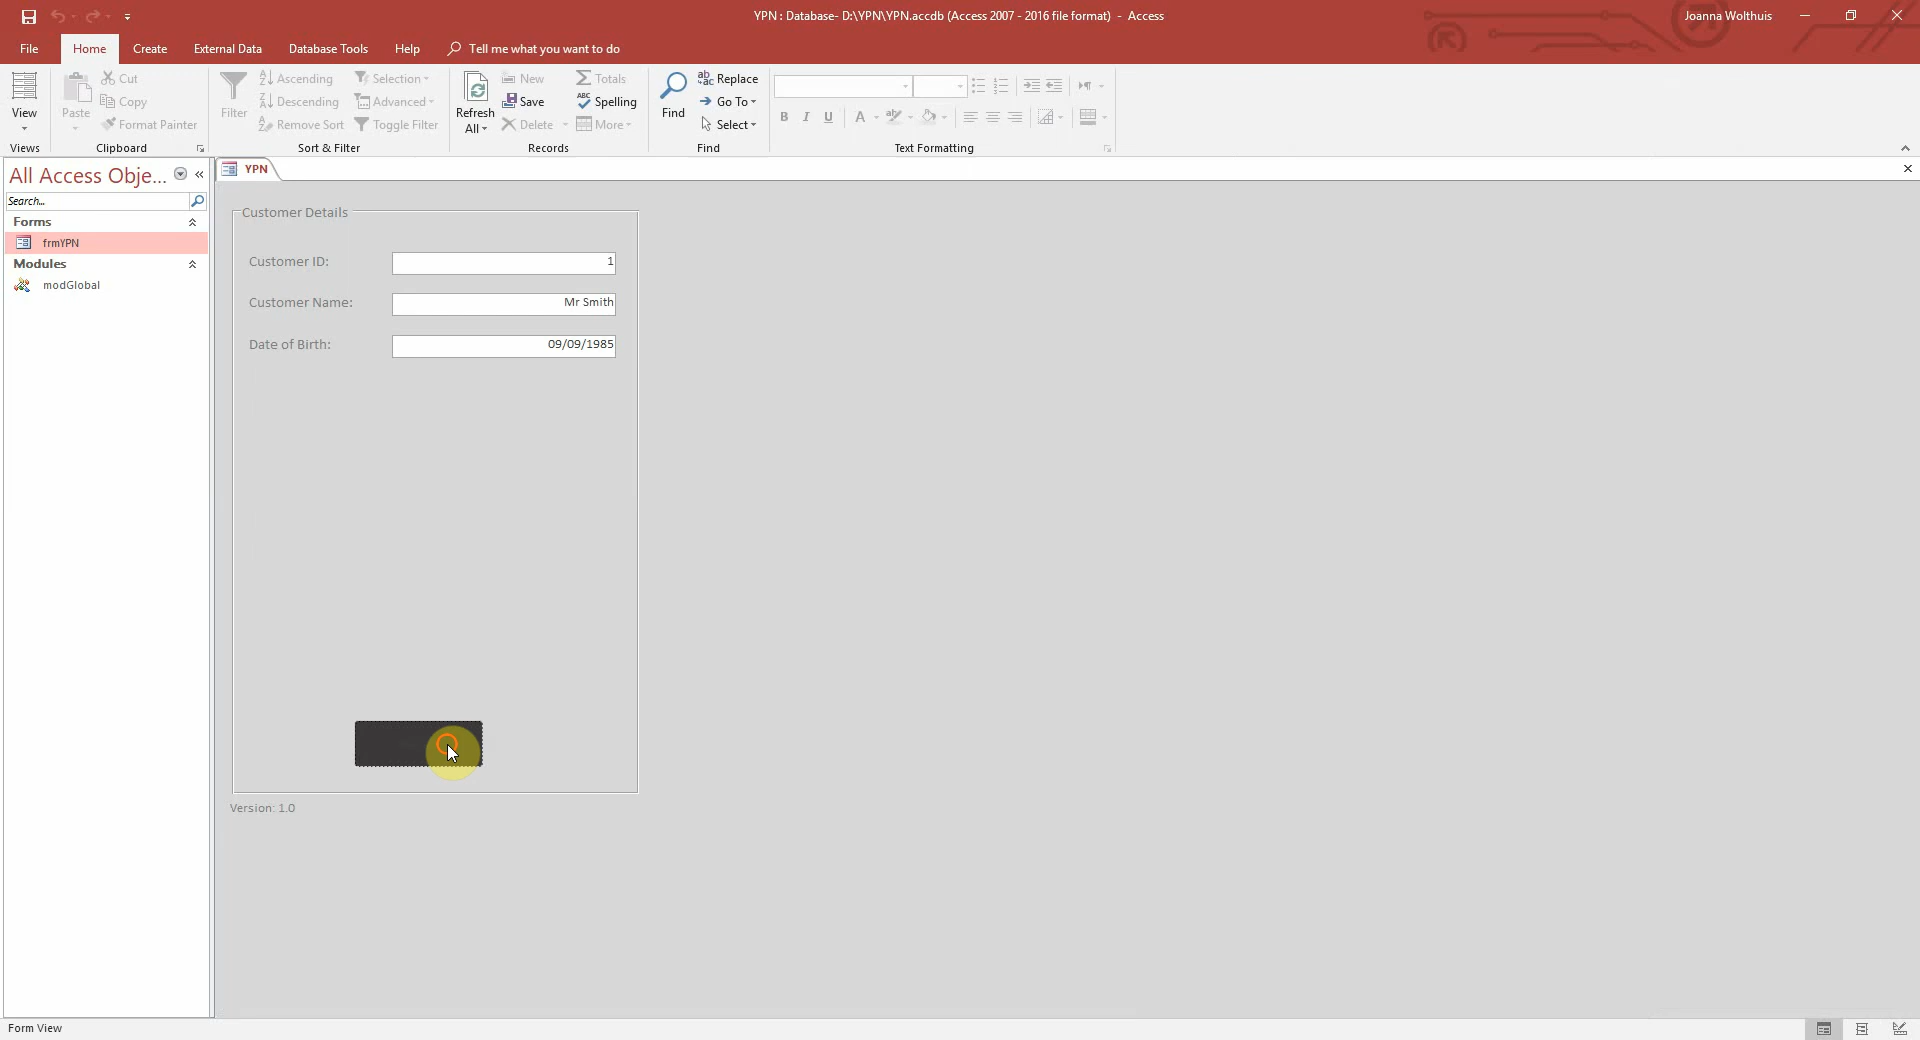 YPN : Database- D:\YPN\YPN.accdb (Access 2007 - 2016 file format) - Access
Joanna Wolthuis
File Home Create External Data Database Tools Help Tell me what you want to do
View
Views
Paste
Cut
Copy
Format Painter
Clipboard
Filter
Ascending
Descending
Remove Sort
Selection
Advanced
Toggle Filter
Sort & Filter
Refresh
All
New
Save
Delete
Totals
Spelling
More
Records
Find
Replace
Go To
Select
Find
B I U A
Text Formatting
All Access Obje...
Search...
Forms
frmYPN
Modules
modGlobal
YPN
Customer Details
Customer ID: 1
Customer Name: Mr Smith
Date of Birth: 09/09/1985
Version: 1.0
Form View